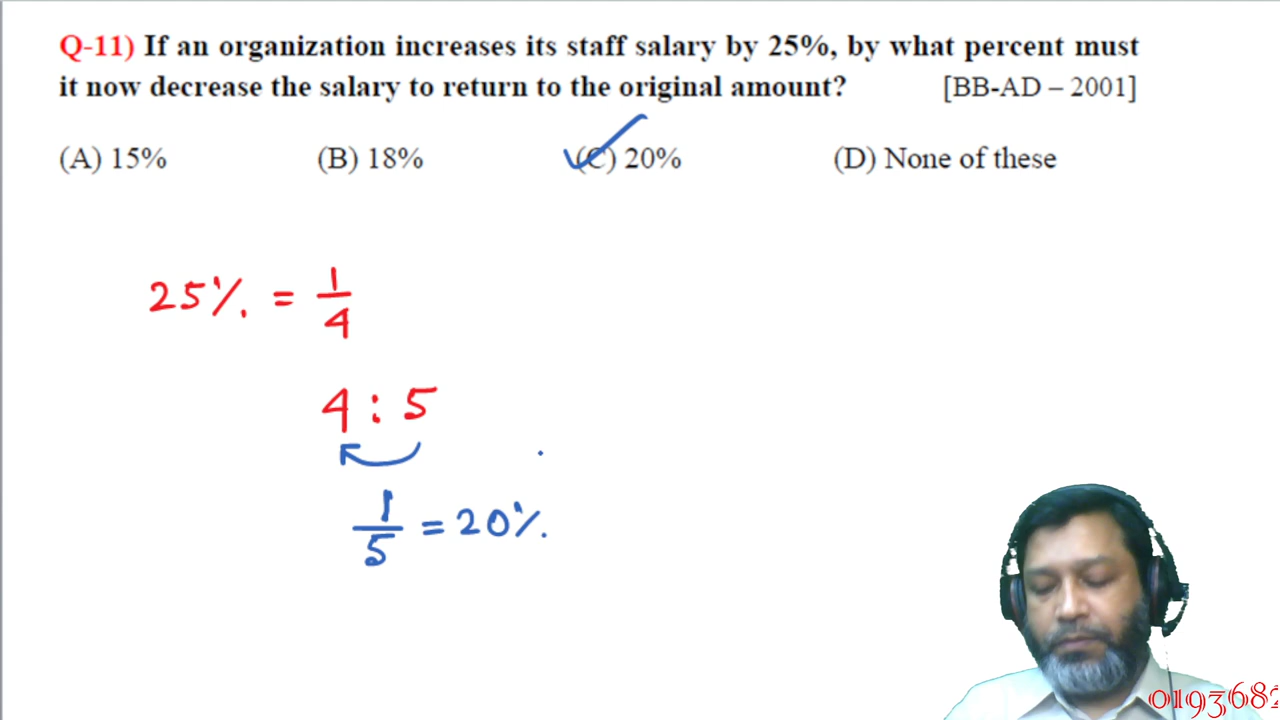 Q-11) If an organization increases its staff salary by 25%, by what percent must
it now decrease the salary to return to the original amount? [BB-AD – 2001]
(A) 15% (B) 18% (C) 20% (D) None of these
25% = 1/4
4 : 5
1/5 = 20%
0193682